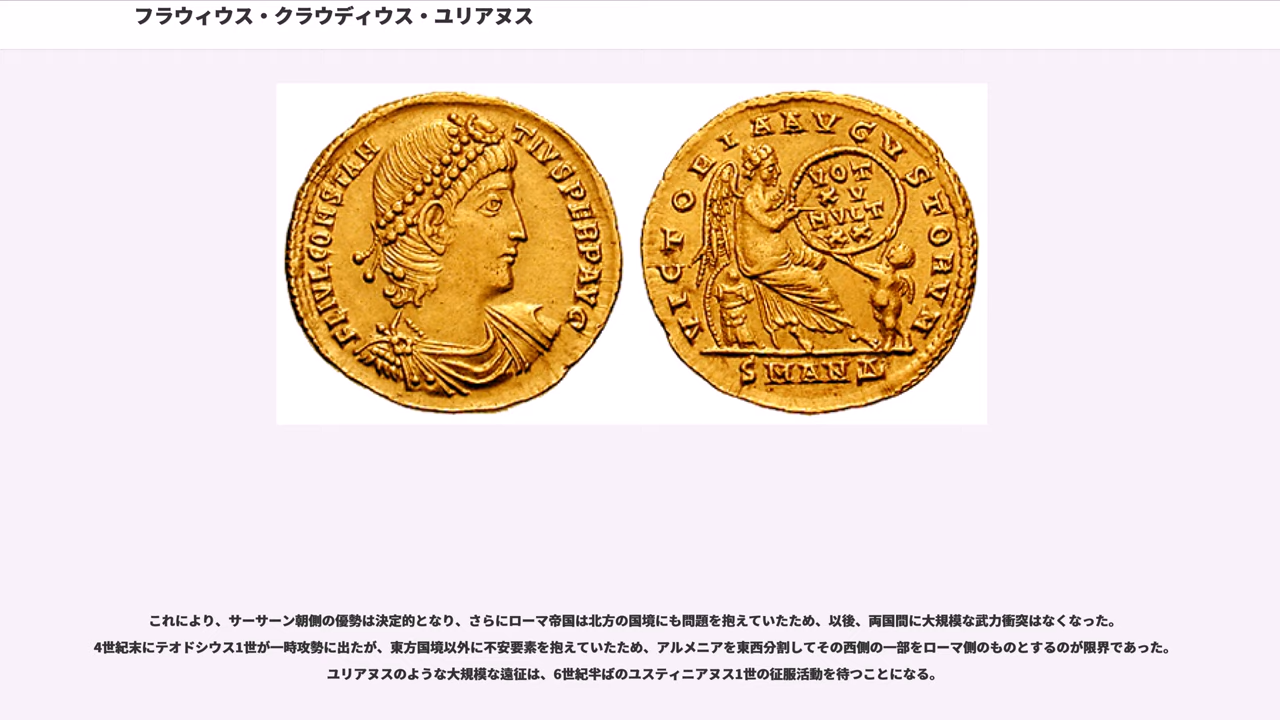 フラウィウス・クラウディウス・ユリアヌス
FL IVL CONSTAN
TIVS PERP AVG
VICTORIA AVGVSTORVM
VOT
XV
MVLT
XX
SMANΔ
これにより、サーサーン朝側の優勢は決定的となり、さらにローマ帝国は北方の国境にも問題を抱えていたため、以後、両国間に大規模な武力衝突はなくなった。
4世紀末にテオドシウス1世が一時攻勢に出たが、東方国境以外に不安要素を抱えていたため、アルメニアを東西分割してその西側の一部をローマ側のものとするのが限界であった。
ユリアヌスのような大規模な遠征は、6世紀半ばのユスティニアヌス1世の征服活動を待つことになる。